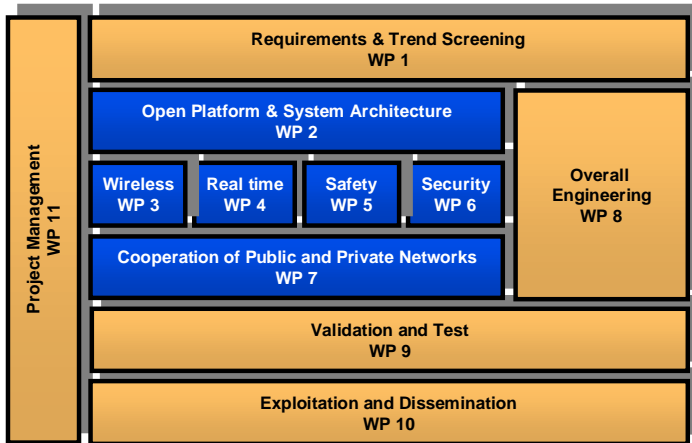 Project Management
WP 11
Requirements & Trend Screening
WP 1
Open Platform & System Architecture
WP 2
Wireless
WP 3
Real time
WP 4
Safety
WP 5
Security
WP 6
Cooperation of Public and Private Networks
WP 7
Overall
Engineering
WP 8
Validation and Test
WP 9
Exploitation and Dissemination
WP 10